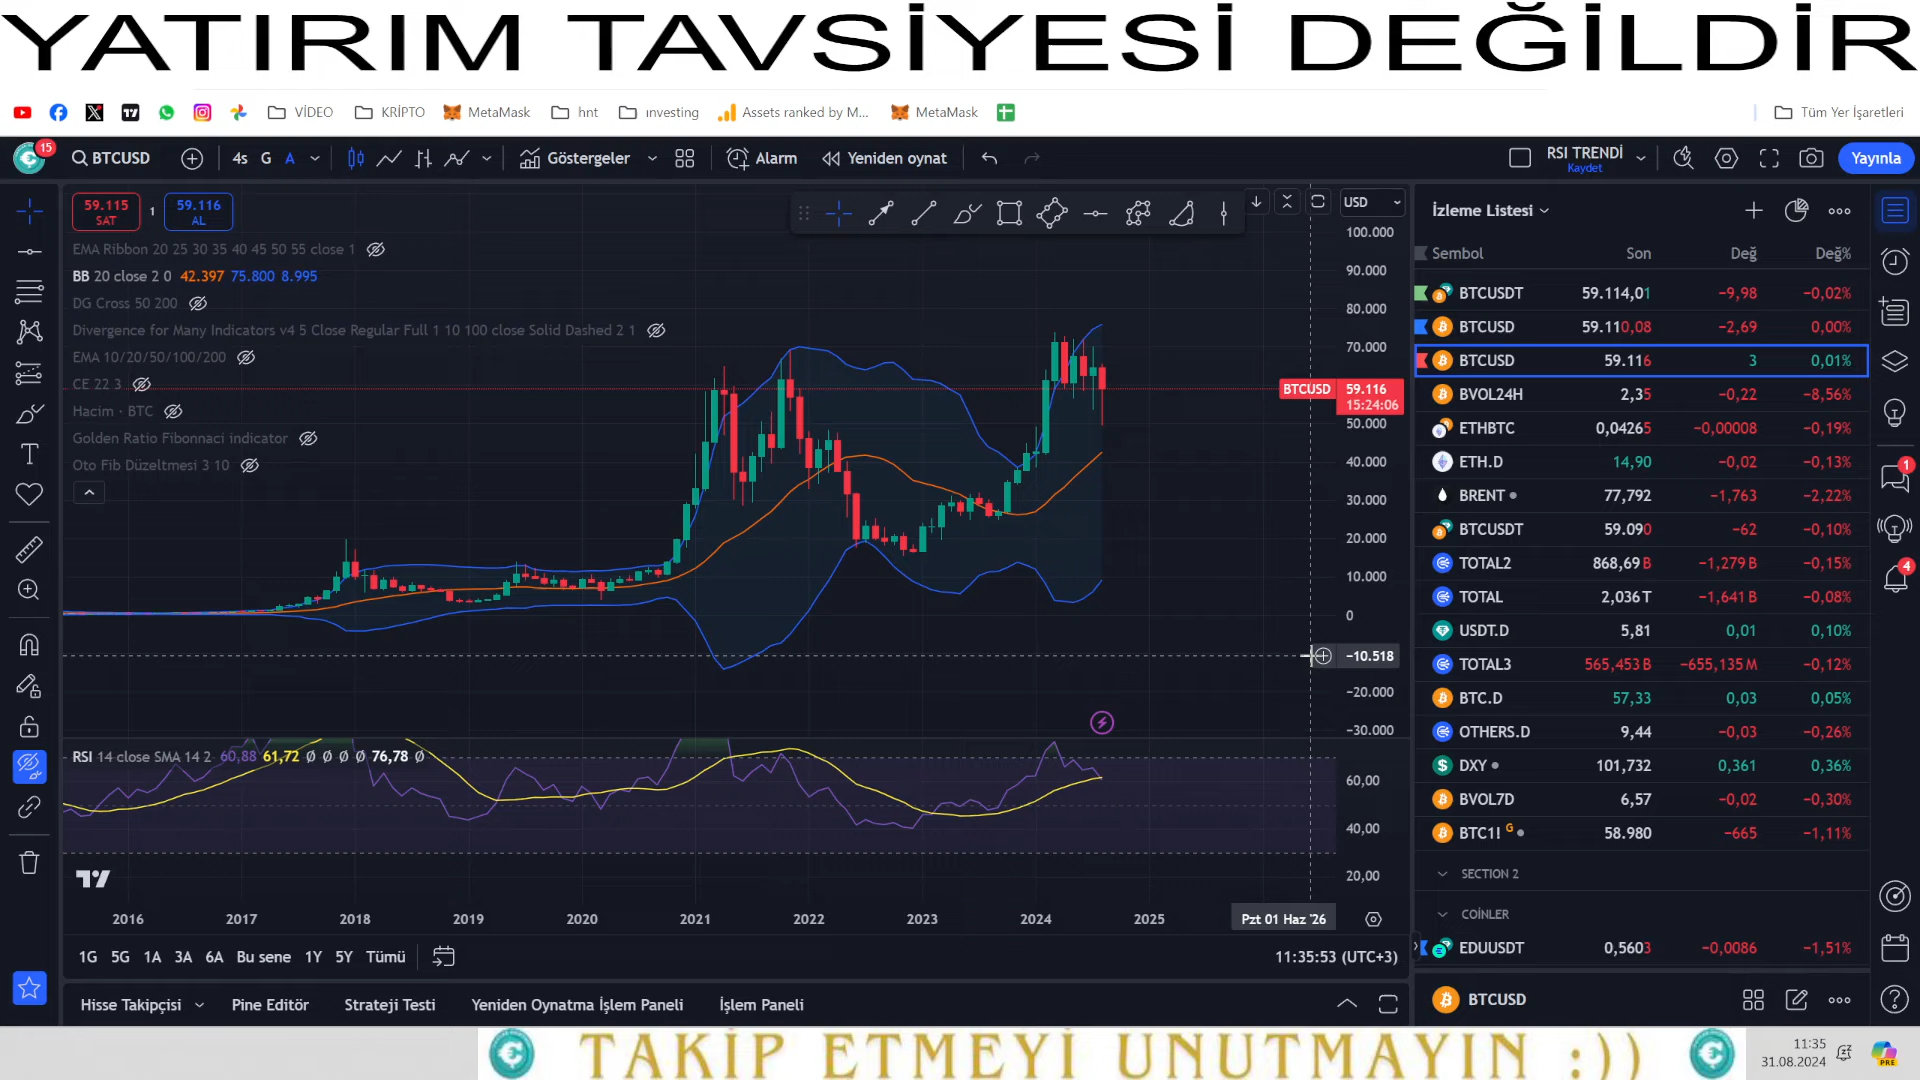 YATIRIM TAVSİYESİ DEĞİLDİR
VİDEO KRİPTO MetaMask hnt ınvesting Assets ranked by M... MetaMask Tüm Yer İşaretleri
15 BTCUSD 4s G A Göstergeler Alarm Yeniden oynat RSI TRENDİ Kaydet Yayınla
59.115 SAT 1 59.116 AL
EMA Ribbon 20 25 30 35 40 45 50 55 close 1
BB 20 close 2 0 42.397 75.800 8.995
DG Cross 50 200
Divergence for Many Indicators v4 5 Close Regular Full 1 10 100 close Solid Dashed 2 1
EMA 10/20/50/100/200
CE 22 3
Hacim · BTC
Golden Ratio Fibonnaci indicator
Oto Fib Düzeltmesi 3 10
USD
100.000
90.000
80.000
70.000
BTCUSD 59.116
15:24:06
50.000
40.000
30.000
20.000
10.000
0
−10.518
−20.000
−30.000
RSI 14 close SMA 14 2 60,88 61,72 Ø Ø Ø Ø 76,78 Ø
60,00
40,00
20,00
2016 2017 2018 2019 2020 2021 2022 2023 2024 2025 Pzt 01 Haz '26
1G 5G 1A 3A 6A Bu sene 1Y 5Y Tümü 11:35:53 (UTC+3)
Hisse Takipçisi Pine Editör Strateji Testi Yeniden Oynatma İşlem Paneli İşlem Paneli
İzleme Listesi
Sembol Son Değ Değ%
BTCUSDT 59.114,01 −9,98 −0,02%
BTCUSD 59.110,08 −2,69 0,00%
BTCUSD 59.116 3 0,01%
BVOL24H 2,35 −0,22 −8,56%
ETHBTC 0,04265 −0,00008 −0,19%
ETH.D 14,90 −0,02 −0,13%
BRENT 77,792 −1,763 −2,22%
BTCUSDT 59.090 −62 −0,10%
TOTAL2 868,69 B −1,279 B −0,15%
TOTAL 2,036 T −1,641 B −0,08%
USDT.D 5,81 0,01 0,10%
TOTAL3 565,453 B −655,135 M −0,12%
BTC.D 57,33 0,03 0,05%
OTHERS.D 9,44 −0,03 −0,26%
DXY 101,732 0,361 0,36%
BVOL7D 6,57 −0,02 −0,30%
BTC1! G 58.980 −665 −1,11%
SECTION 2
COİNLER
EDUUSDT 0,5603 −0,0086 −1,51%
BTCUSD
1
4
TAKİP ETMEYİ UNUTMAYIN :))
11:35
31.08.2024
PRE